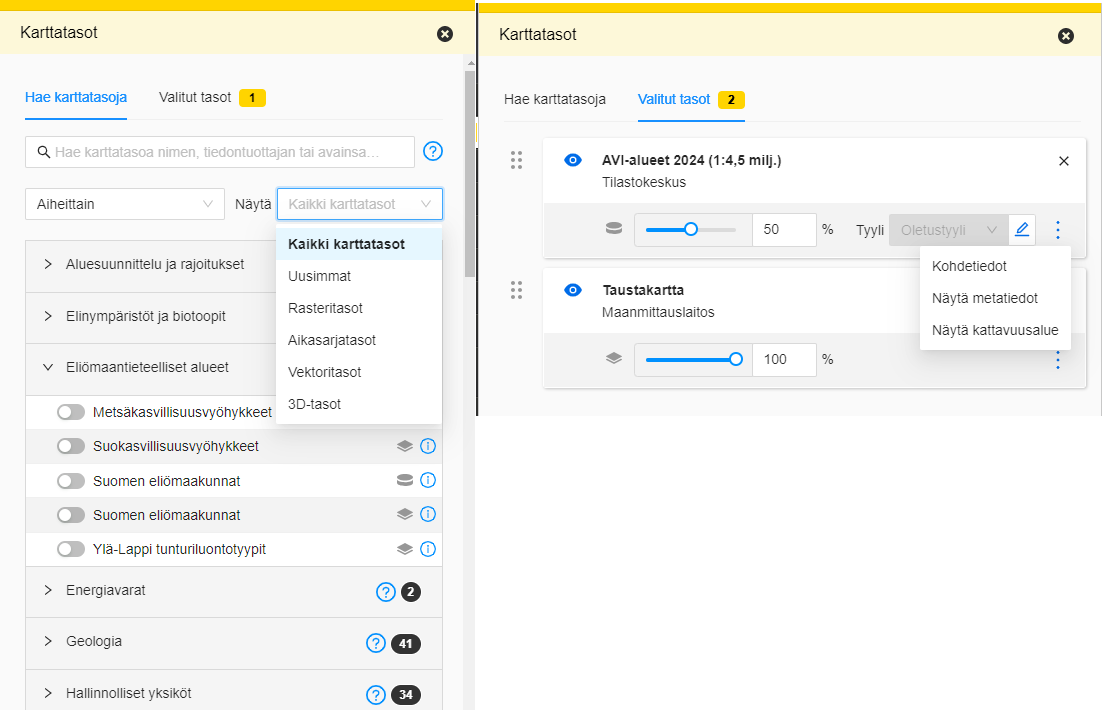 Karttatasot
Hae karttatasoja
Valitut tasot 1
Hae karttatasoa nimen, tiedontuottajan tai avainsa…
Aiheittain
Näytä
Kaikki karttatasot
Kaikki karttatasot
Uusimmat
Rasteritasot
Aikasarjatasot
Vektoritasot
3D-tasot
Aluesuunnittelu ja rajoitukset
Elinympäristöt ja biotoopit
Eliömaantieteelliset alueet
Metsäkasvillisuusvyöhykkeet
Suokasvillisuusvyöhykkeet
Suomen eliömaakunnat
Suomen eliömaakunnat
Ylä-Lappi tunturiluontotyypit
Energiavarat ? 2
Geologia ? 41
Hallinnolliset yksiköt ? 34
Karttatasot
Hae karttatasoja
Valitut tasot 2
AVI-alueet 2024 (1:4,5 milj.)
Tilastokeskus
50 %
Tyyli
Oletustyyli
Kohdetiedot
Näytä metatiedot
Näytä kattavuusalue
Taustakartta
Maanmittauslaitos
100 %